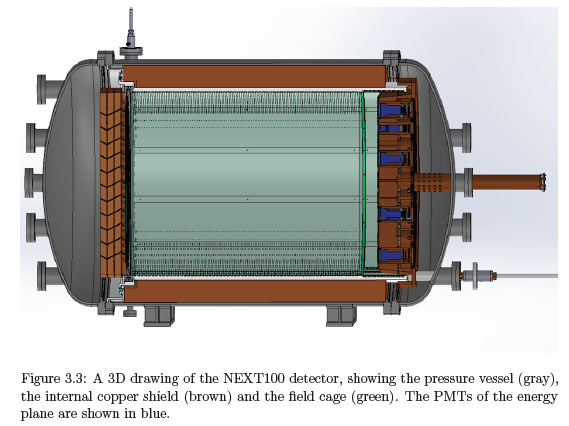 Figure 3.3: A 3D drawing of the NEXT100 detector, showing the pressure vessel (gray),
the internal copper shield (brown) and the field cage (green). The PMTs of the energy
plane are shown in blue.